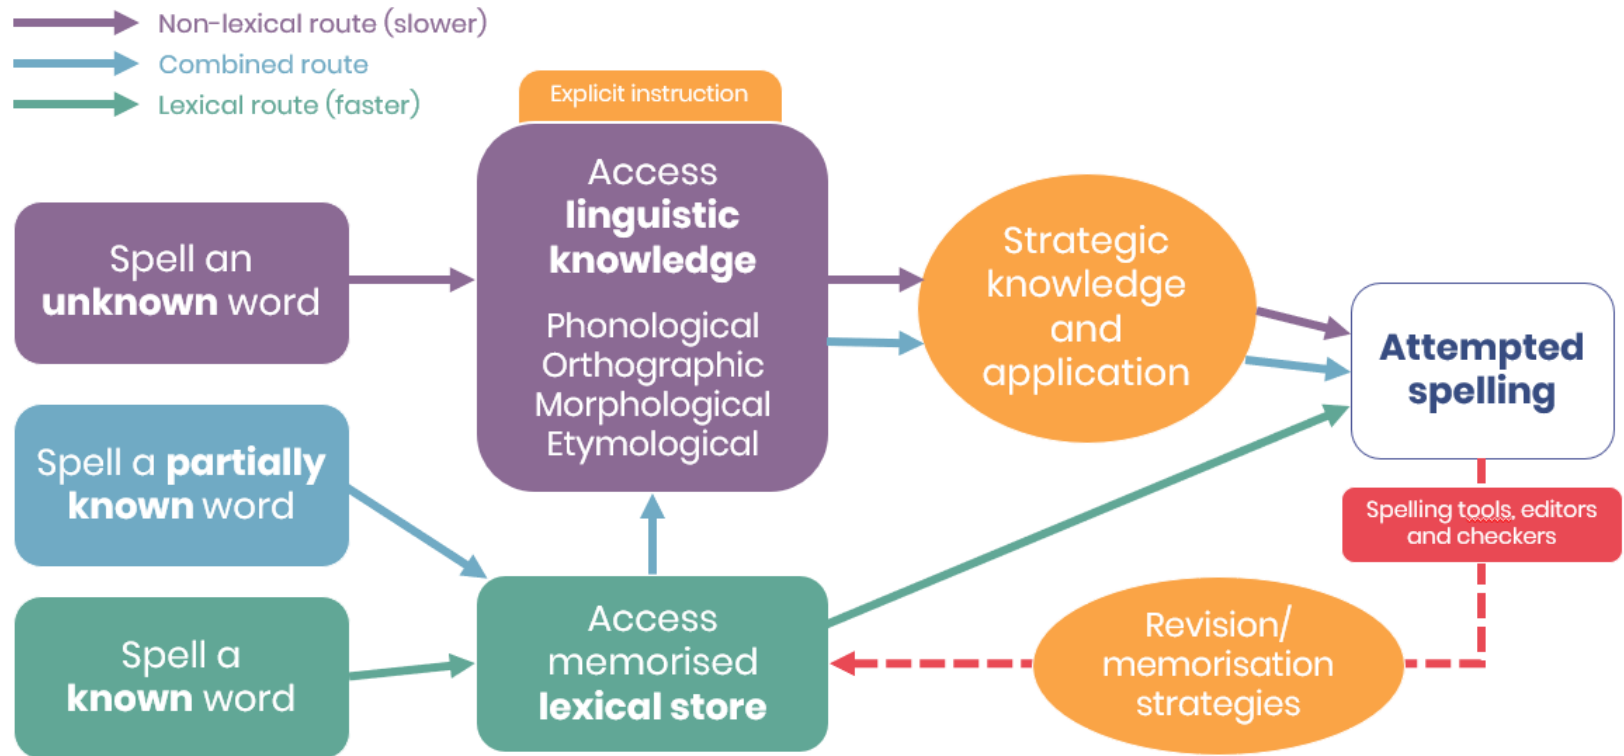 Non-lexical route (slower)
Combined route
Lexical route (faster)
Explicit instruction
Spell an
unknown word
Access
linguistic
knowledge
Phonological
Orthographic
Morphological
Etymological
Strategic
knowledge
and
application
Attempted
spelling
Spell a partially
known word
Spelling tools, editors
and checkers
Spell a
known word
Access
memorised
lexical store
Revision/
memorisation
strategies